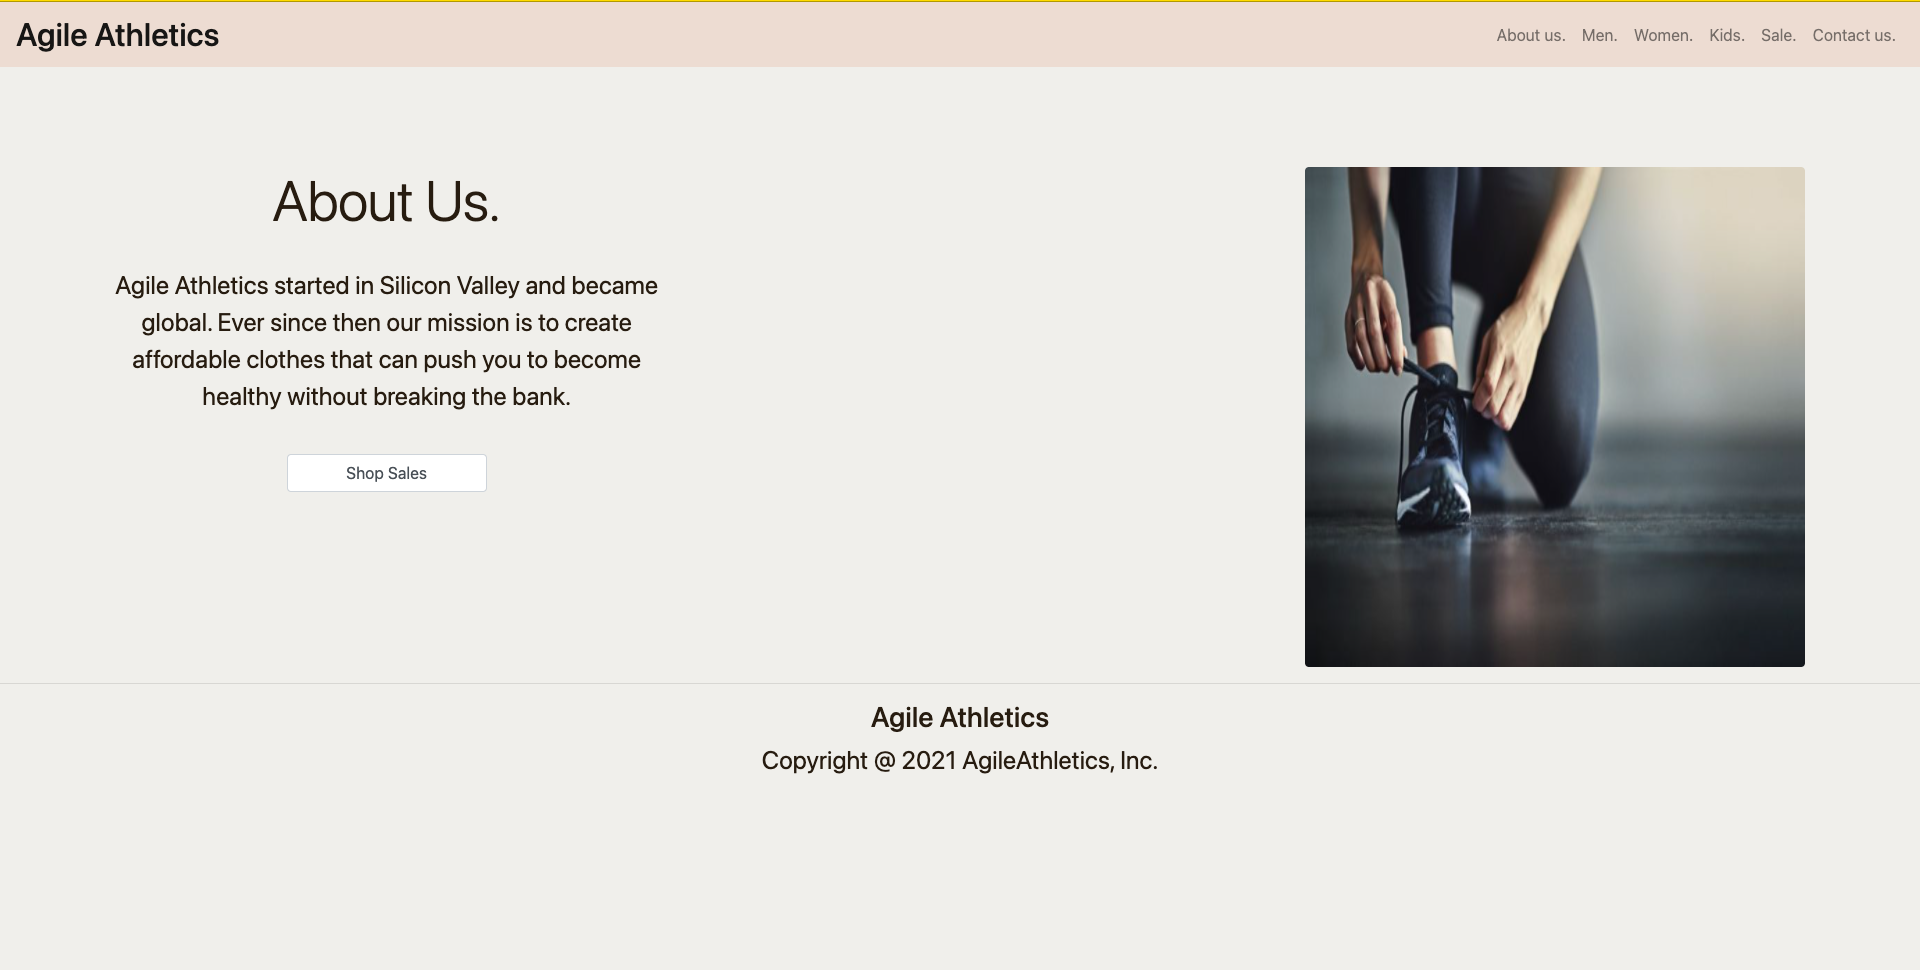 Agile Athletics
About us. Men. Women. Kids. Sale. Contact us.
About Us.
Agile Athletics started in Silicon Valley and became
global. Ever since then our mission is to create
affordable clothes that can push you to become
healthy without breaking the bank.
Shop Sales
Agile Athletics
Copyright @ 2021 AgileAthletics, Inc.